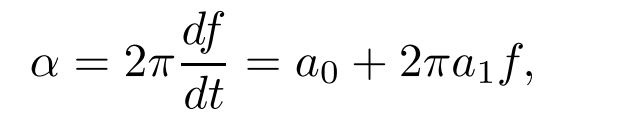 α = 2π df/dt = a₀ + 2πa₁f,